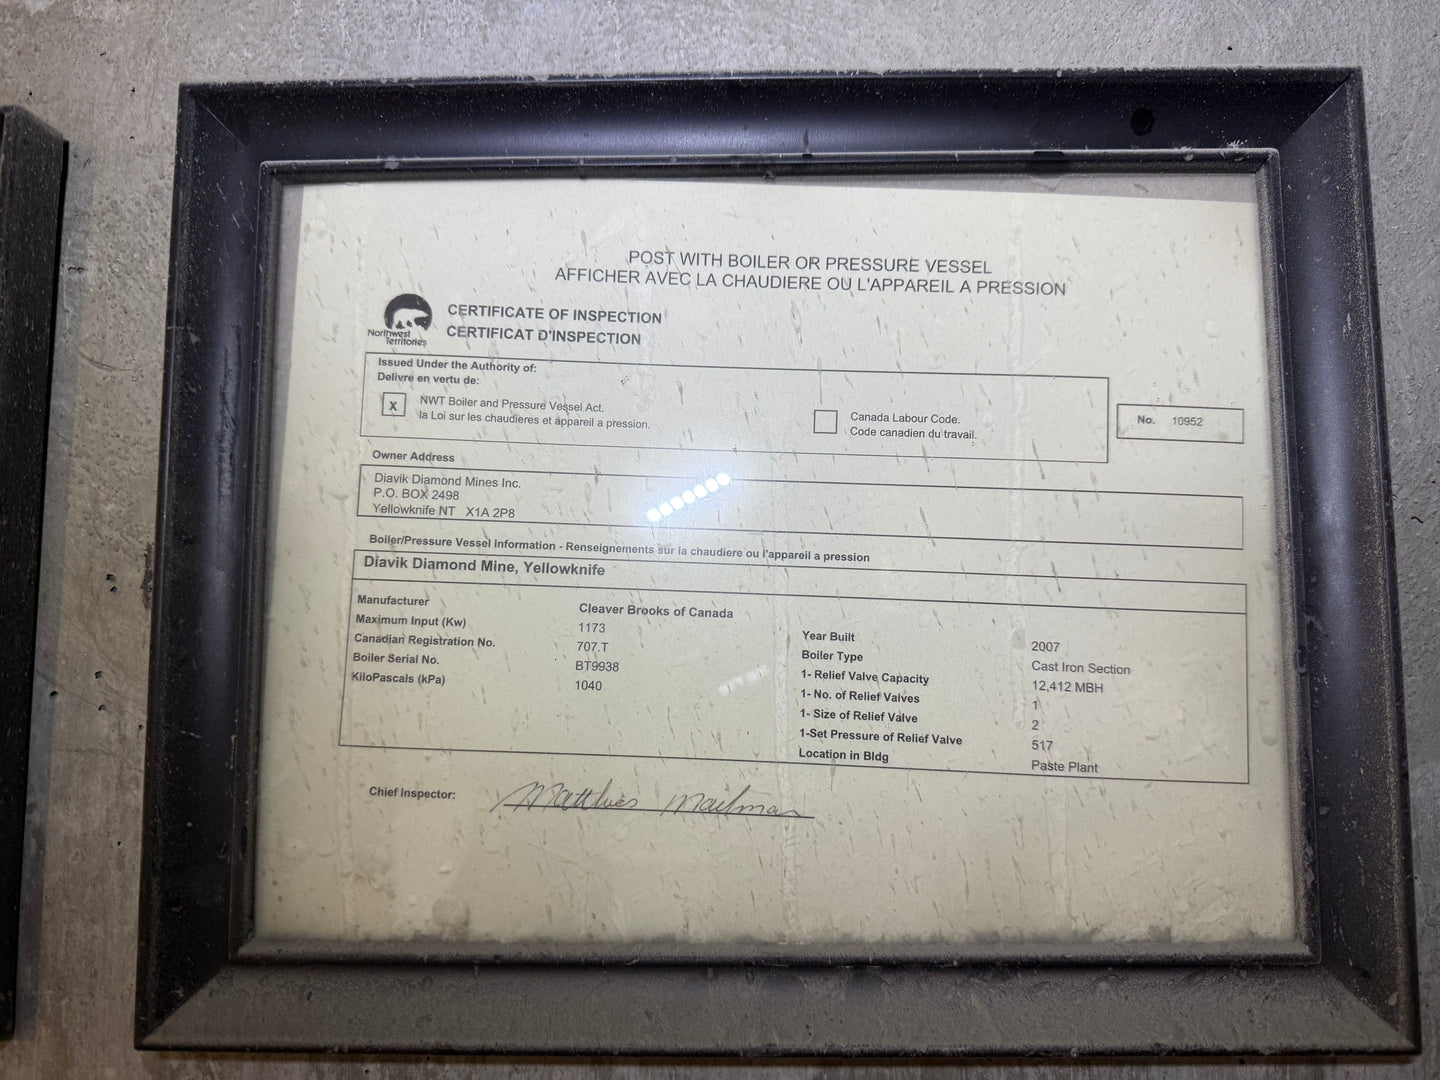 POST WITH BOILER OR PRESSURE VESSEL
AFFICHER AVEC LA CHAUDIERE OU L'APPAREIL A PRESSION
Northwest
Territories
CERTIFICATE OF INSPECTION
CERTIFICAT D'INSPECTION
Issued Under the Authority of:
Delivre en vertu de:
X NWT Boiler and Pressure Vessel Act.
la Loi sur les chaudieres et appareil a pression.
Canada Labour Code.
Code canadien du travail.
No. 10952
Owner Address
Diavik Diamond Mines Inc.
P.O. BOX 2498
Yellowknife NT X1A 2P8
Boiler/Pressure Vessel Information - Renseignements sur la chaudiere ou l'appareil a pression
Diavik Diamond Mine, Yellowknife
Manufacturer Cleaver Brooks of Canada
Maximum Input (Kw) 1173
Canadian Registration No. 707.T
Boiler Serial No. BT9938
KiloPascals (kPa) 1040
Year Built 2007
Boiler Type Cast Iron Section
1- Relief Valve Capacity 12,412 MBH
1- No. of Relief Valves 1
1- Size of Relief Valve 2
1-Set Pressure of Relief Valve 517
Location in Bldg Paste Plant
Chief Inspector: Matthias Mailman